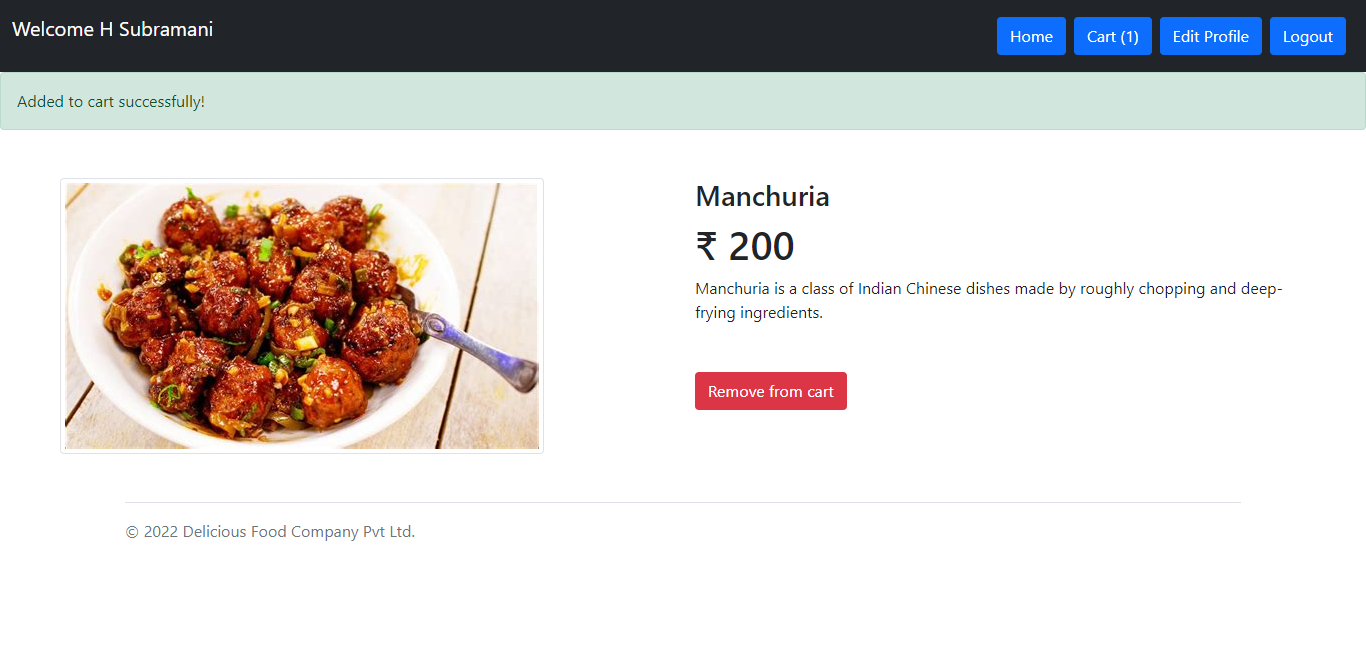 Welcome H Subramani
Home
Cart (1)
Edit Profile
Logout
Added to cart successfully!
Manchuria
₹ 200
Manchuria is a class of Indian Chinese dishes made by roughly chopping and deep-
frying ingredients.
Remove from cart
© 2022 Delicious Food Company Pvt Ltd.